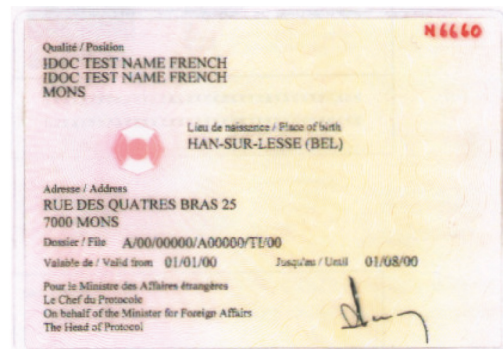 N6660
Qualité / Position
IDOC TEST NAME FRENCH
IDOC TEST NAME FRENCH
MONS
Lieu de naissance / Place of birth
HAN-SUR-LESSE (BEL)
Adresse / Address
RUE DES QUATRES BRAS 25
7000 MONS
Dossier / File A/00/00000/A00000/TI/00
Valable de / Valid from 01/01/00 Jusqu'au / Until 01/08/00
Pour le Ministre des Affaires étrangères
Le Chef du Protocole
On behalf of the Minister for Foreign Affairs
The Head of Protocol